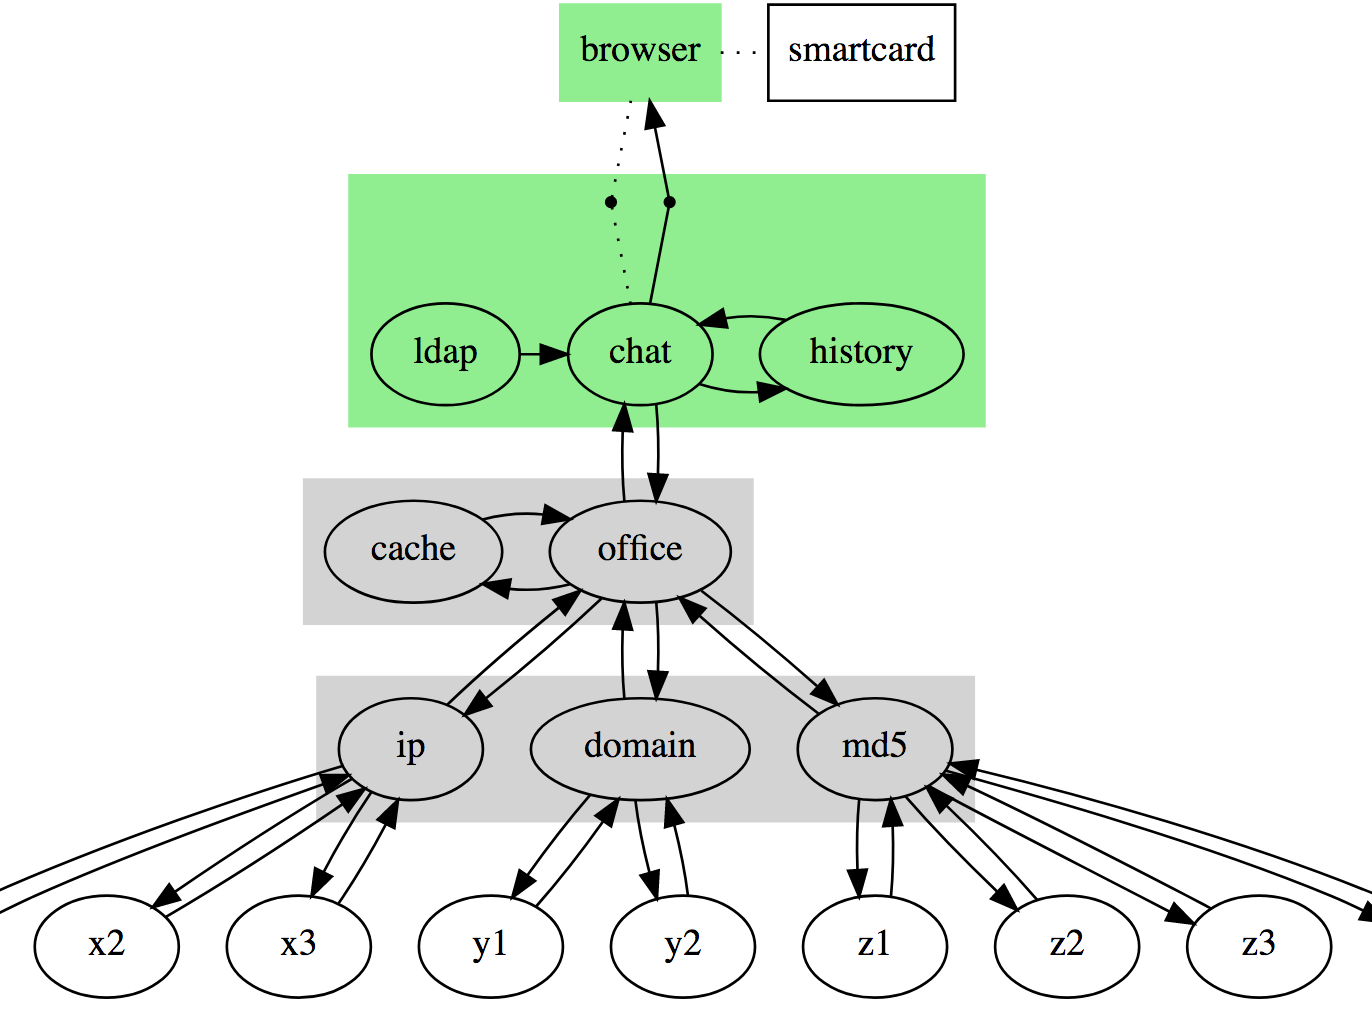 browser
smartcard
ldap
chat
history
cache
office
ip
domain
md5
x2
x3
y1
y2
z1
z2
z3